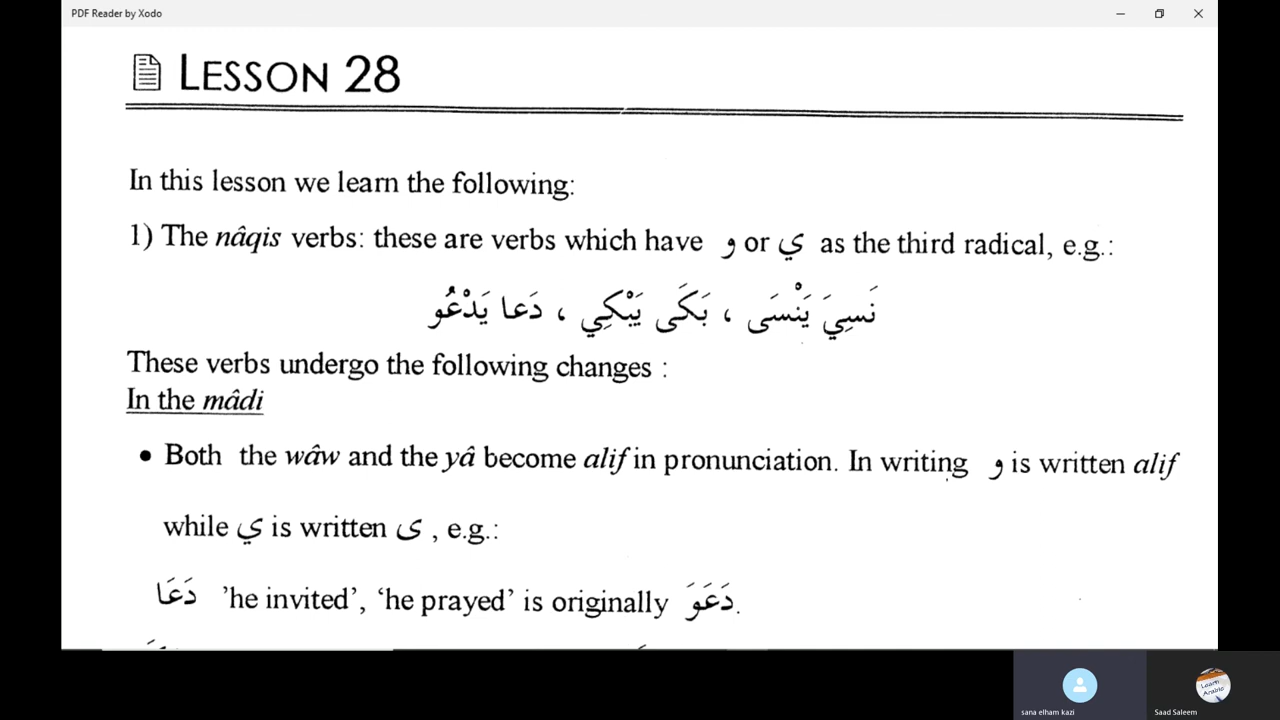 PDF Reader by Xodo
LESSON 28
In this lesson we learn the following:
1) The nâqis verbs: these are verbs which have و or ي as the third radical, e.g.:
نَسِيَ يَنْسَى ، بَكَى يَبْكِي ، دَعا يَدْعُو
These verbs undergo the following changes :
In the mâdi
• Both the wâw and the yâ become alif in pronunciation. In writing و is written alif
while ي is written ى , e.g.:
دَعَا 'he invited', 'he prayed' is originally دَعَوَ.
Learn Arabic
sana elham kazi
Saad Saleem